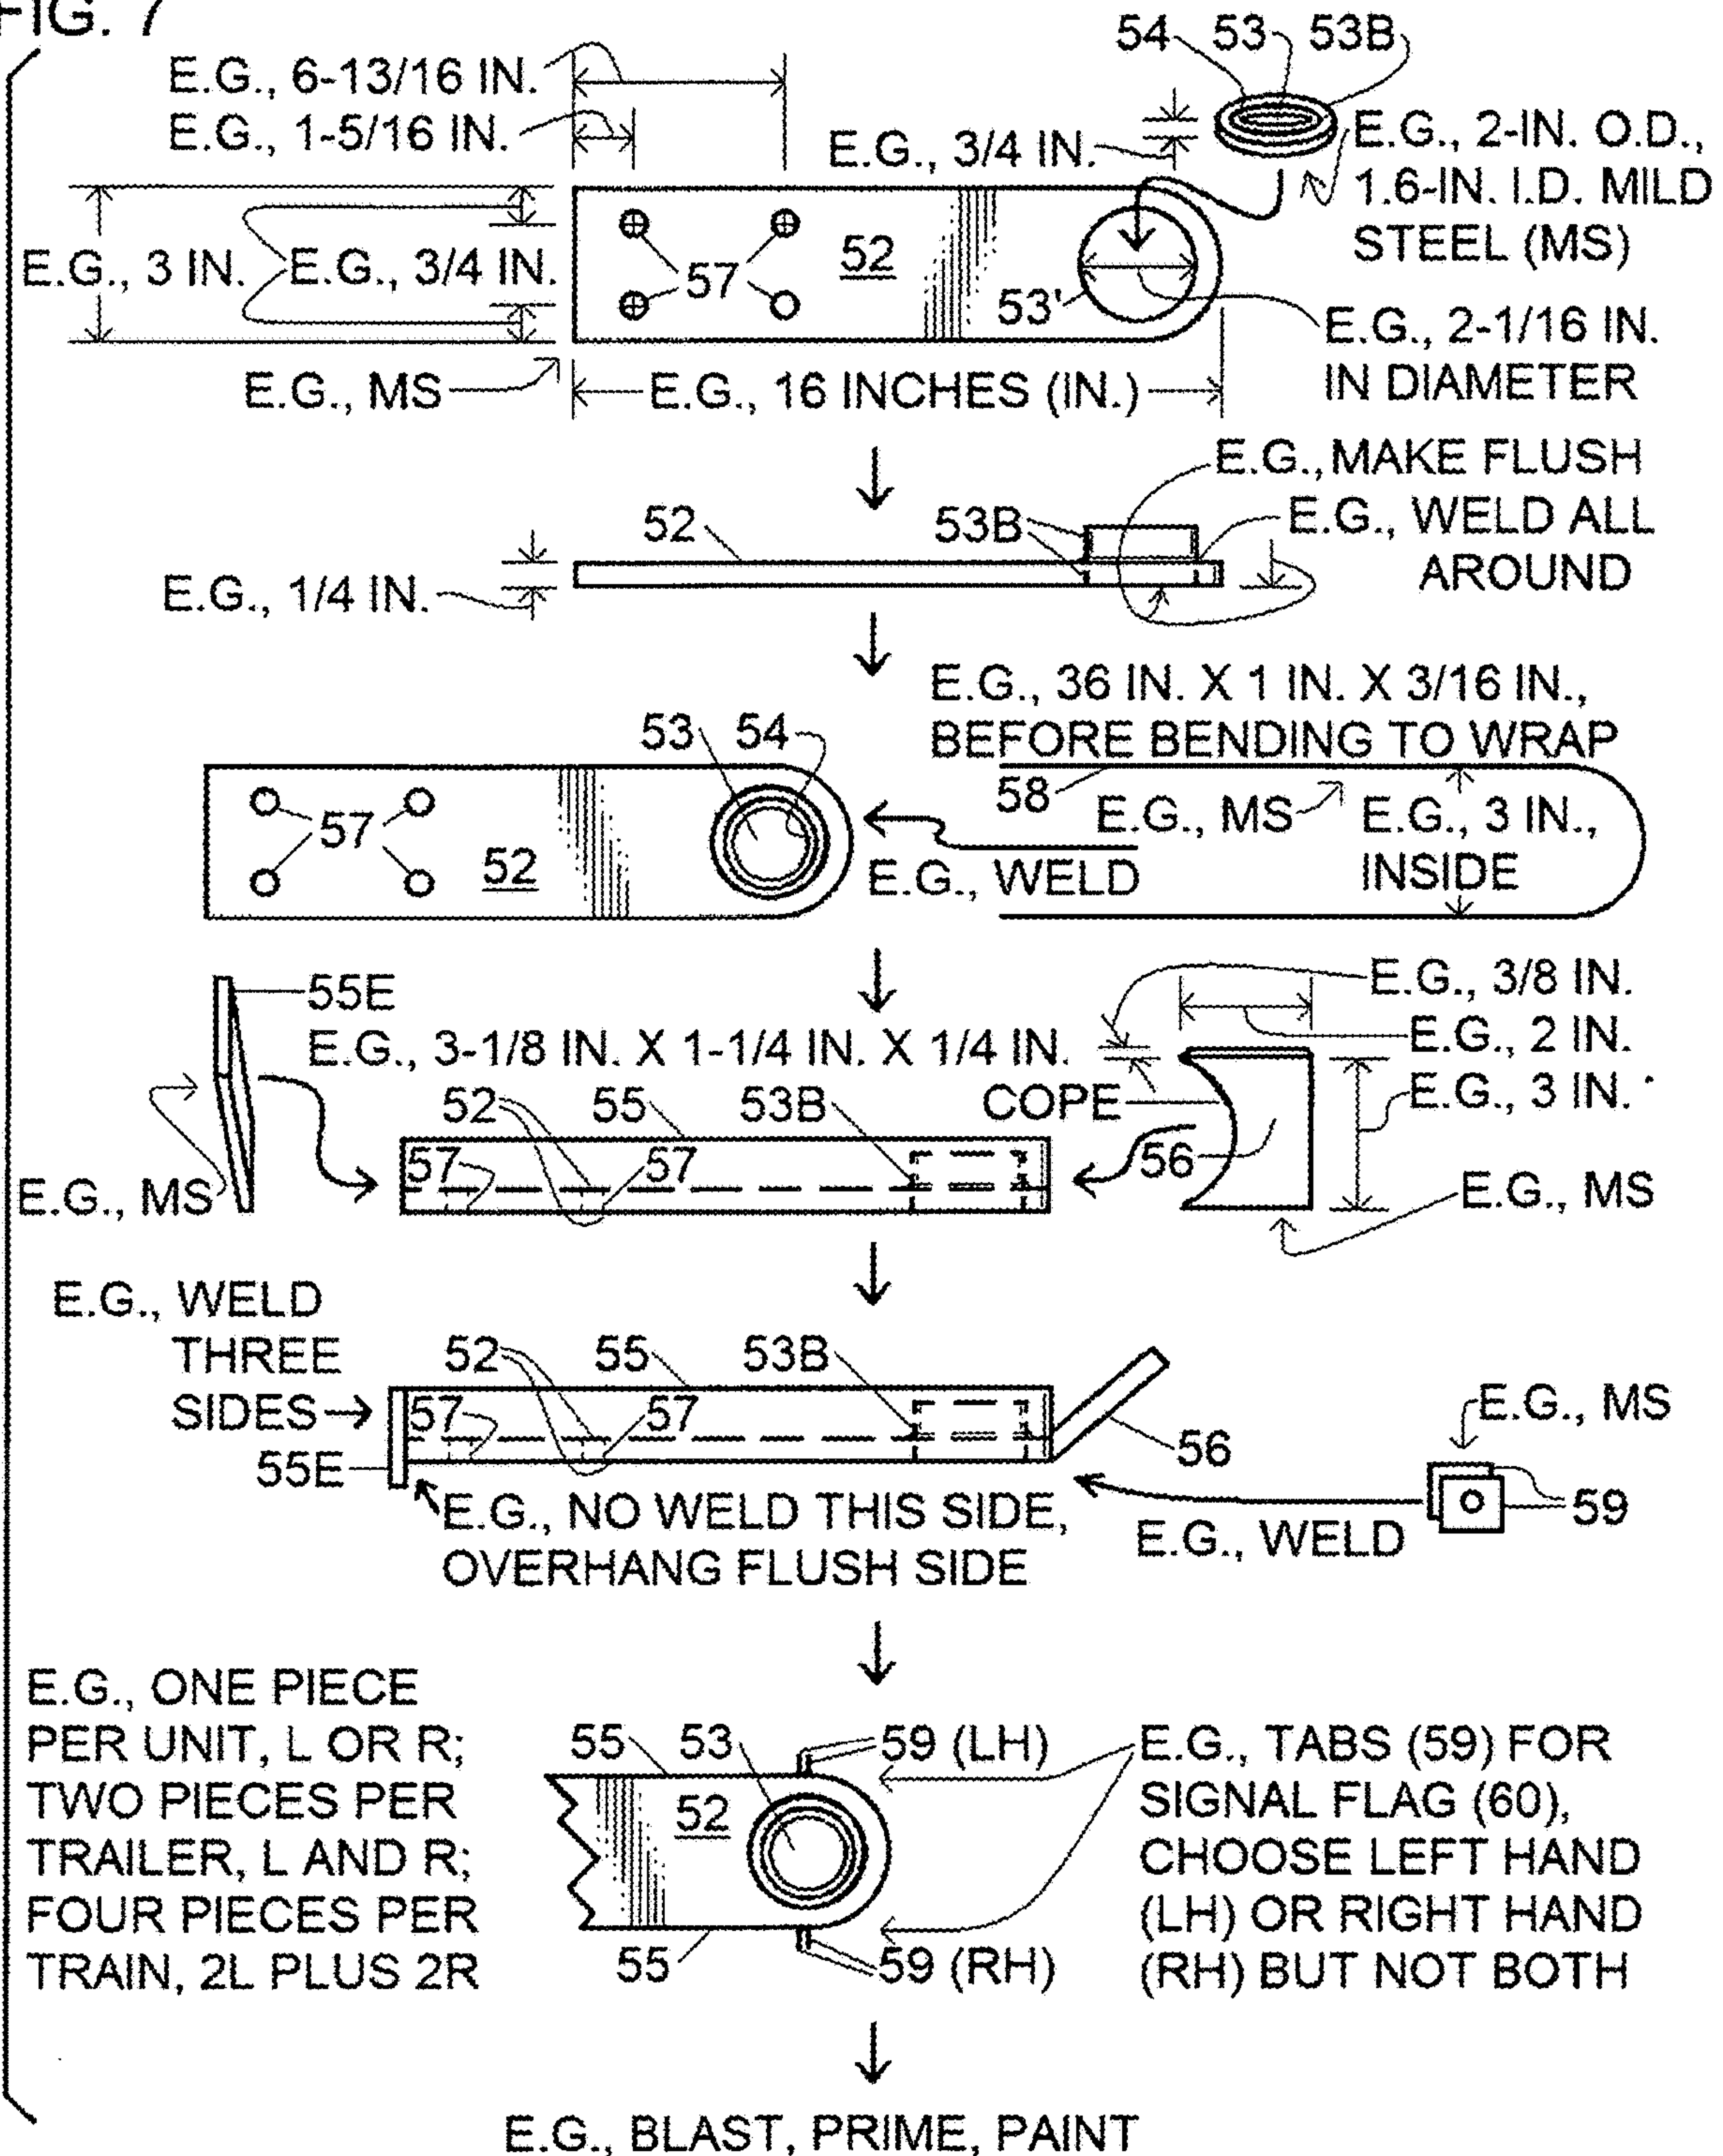 FIG. 7
54 53 53B
E.G., 6-13/16 IN.
E.G., 1-5/16 IN.
E.G., 3/4 IN.
E.G., 2-IN. O.D.,
1.6-IN. I.D. MILD
STEEL (MS)
E.G., 3 IN. E.G., 3/4 IN.
57 52 53'
E.G., 2-1/16 IN.
IN DIAMETER
E.G., MS E.G., 16 INCHES (IN.)
E.G., MAKE FLUSH
52 53B E.G., WELD ALL
AROUND
E.G., 1/4 IN.
E.G., 36 IN. X 1 IN. X 3/16 IN.,
BEFORE BENDING TO WRAP
53 54
58 E.G., MS E.G., 3 IN.,
INSIDE
57 52 E.G., WELD
55E E.G., 3/8 IN.
E.G., 3-1/8 IN. X 1-1/4 IN. X 1/4 IN. E.G., 2 IN.
52 55 53B COPE E.G., 3 IN.
57 57 56
E.G., MS E.G., MS
E.G., WELD
THREE
SIDES
52 55 53B
57 57
E.G., MS
55E 56
59
E.G., NO WELD THIS SIDE,
OVERHANG FLUSH SIDE
E.G., WELD
E.G., ONE PIECE
PER UNIT, L OR R;
TWO PIECES PER
TRAILER, L AND R;
FOUR PIECES PER
TRAIN, 2L PLUS 2R
55 53 59 (LH)
52
55 59 (RH)
E.G., TABS (59) FOR
SIGNAL FLAG (60),
CHOOSE LEFT HAND
(LH) OR RIGHT HAND
(RH) BUT NOT BOTH
E.G., BLAST, PRIME, PAINT